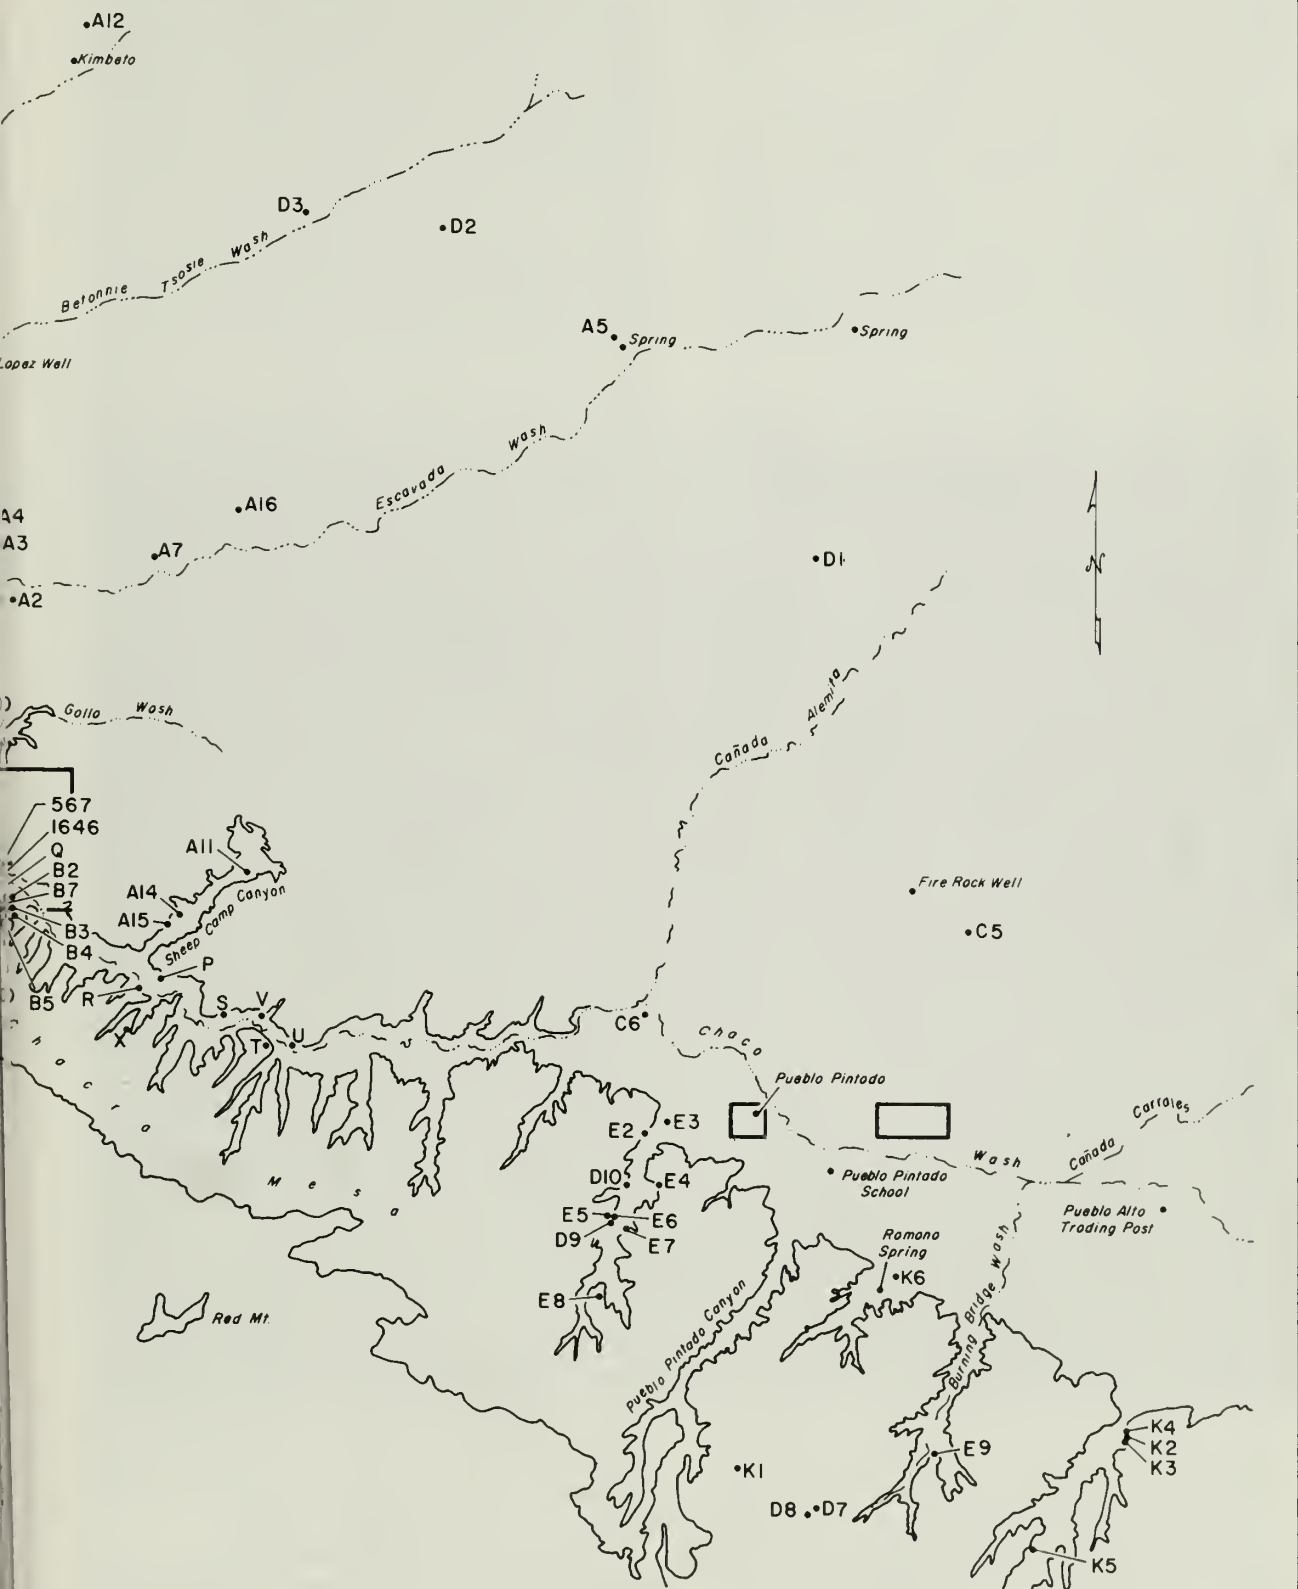 A12
Kimbeto
D3
D2
Betonnie Tsosie Wash
A5
Spring
Spring
Lopez Well
Escavada Wash
A16
A4
A3
A7
D1
A2
N
Gallo Wash
Cañada Alemita
567
1646
Q
B2
B7
B3
B4
B5
A11
A14
A15
Sheep Camp Canyon
Fire Rock Well
C5
P
R
S
V
X
T
U
C6
Chaco
Pueblo Pintado
E2
E3
Wash
Cañada Corrales
Pueblo Pintado
School
D10
E4
Mesa
E5
E6
D9
E7
Pueblo Alto
Trading Post
Romano
Spring
K6
E8
Red Mt.
Pueblo Pintado Canyon
Burning Bridge Wash
K4
K2
K3
E9
K1
D8
D7
K5